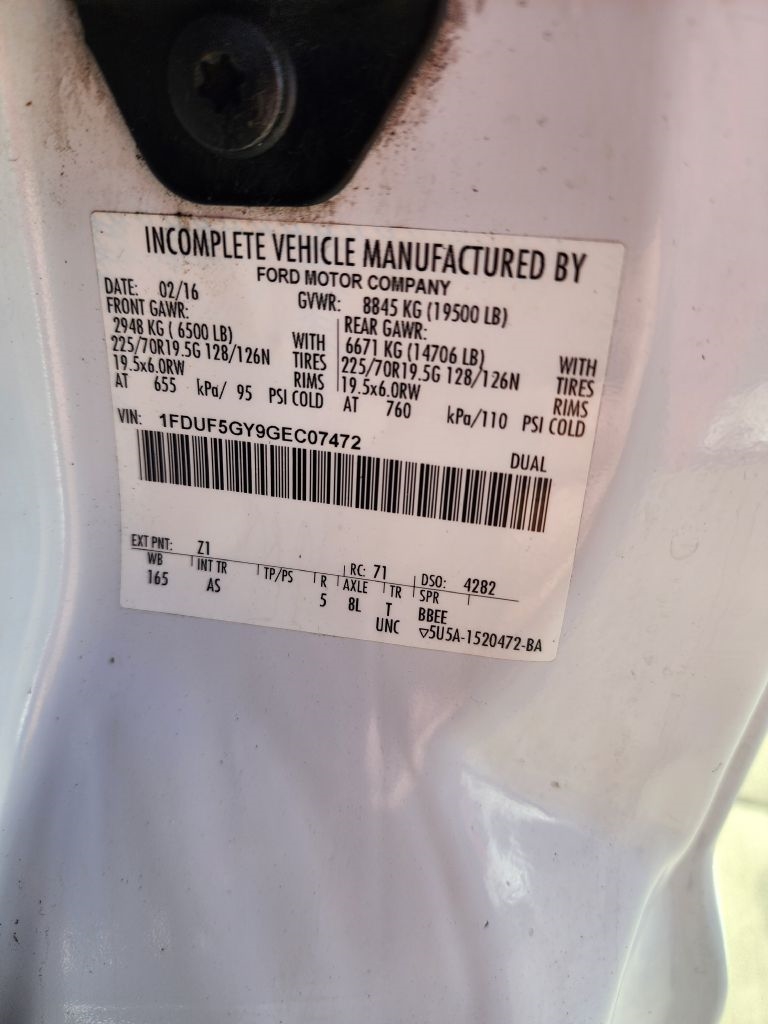 INCOMPLETE VEHICLE MANUFACTURED BY
FORD MOTOR COMPANY
DATE: 02/16 GVWR: 8845 KG (19500 LB)
FRONT GAWR: REAR GAWR:
2948 KG ( 6500 LB) WITH 6671 KG (14706 LB) WITH
225/70R19.5G 128/126N TIRES 225/70R19.5G 128/126N TIRES
19.5x6.0RW RIMS 19.5x6.0RW RIMS
AT 655 kPa/ 95 PSI COLD AT 760 kPa/110 PSI COLD
VIN: 1FDUF5GY9GEC07472
DUAL
EXT PNT: Z1 RC: 71 DSO: 4282
WB INT TR TP/PS R AXLE TR SPR
165 AS 5 8L T BBEE
UNC ▽5U5A-1520472-BA